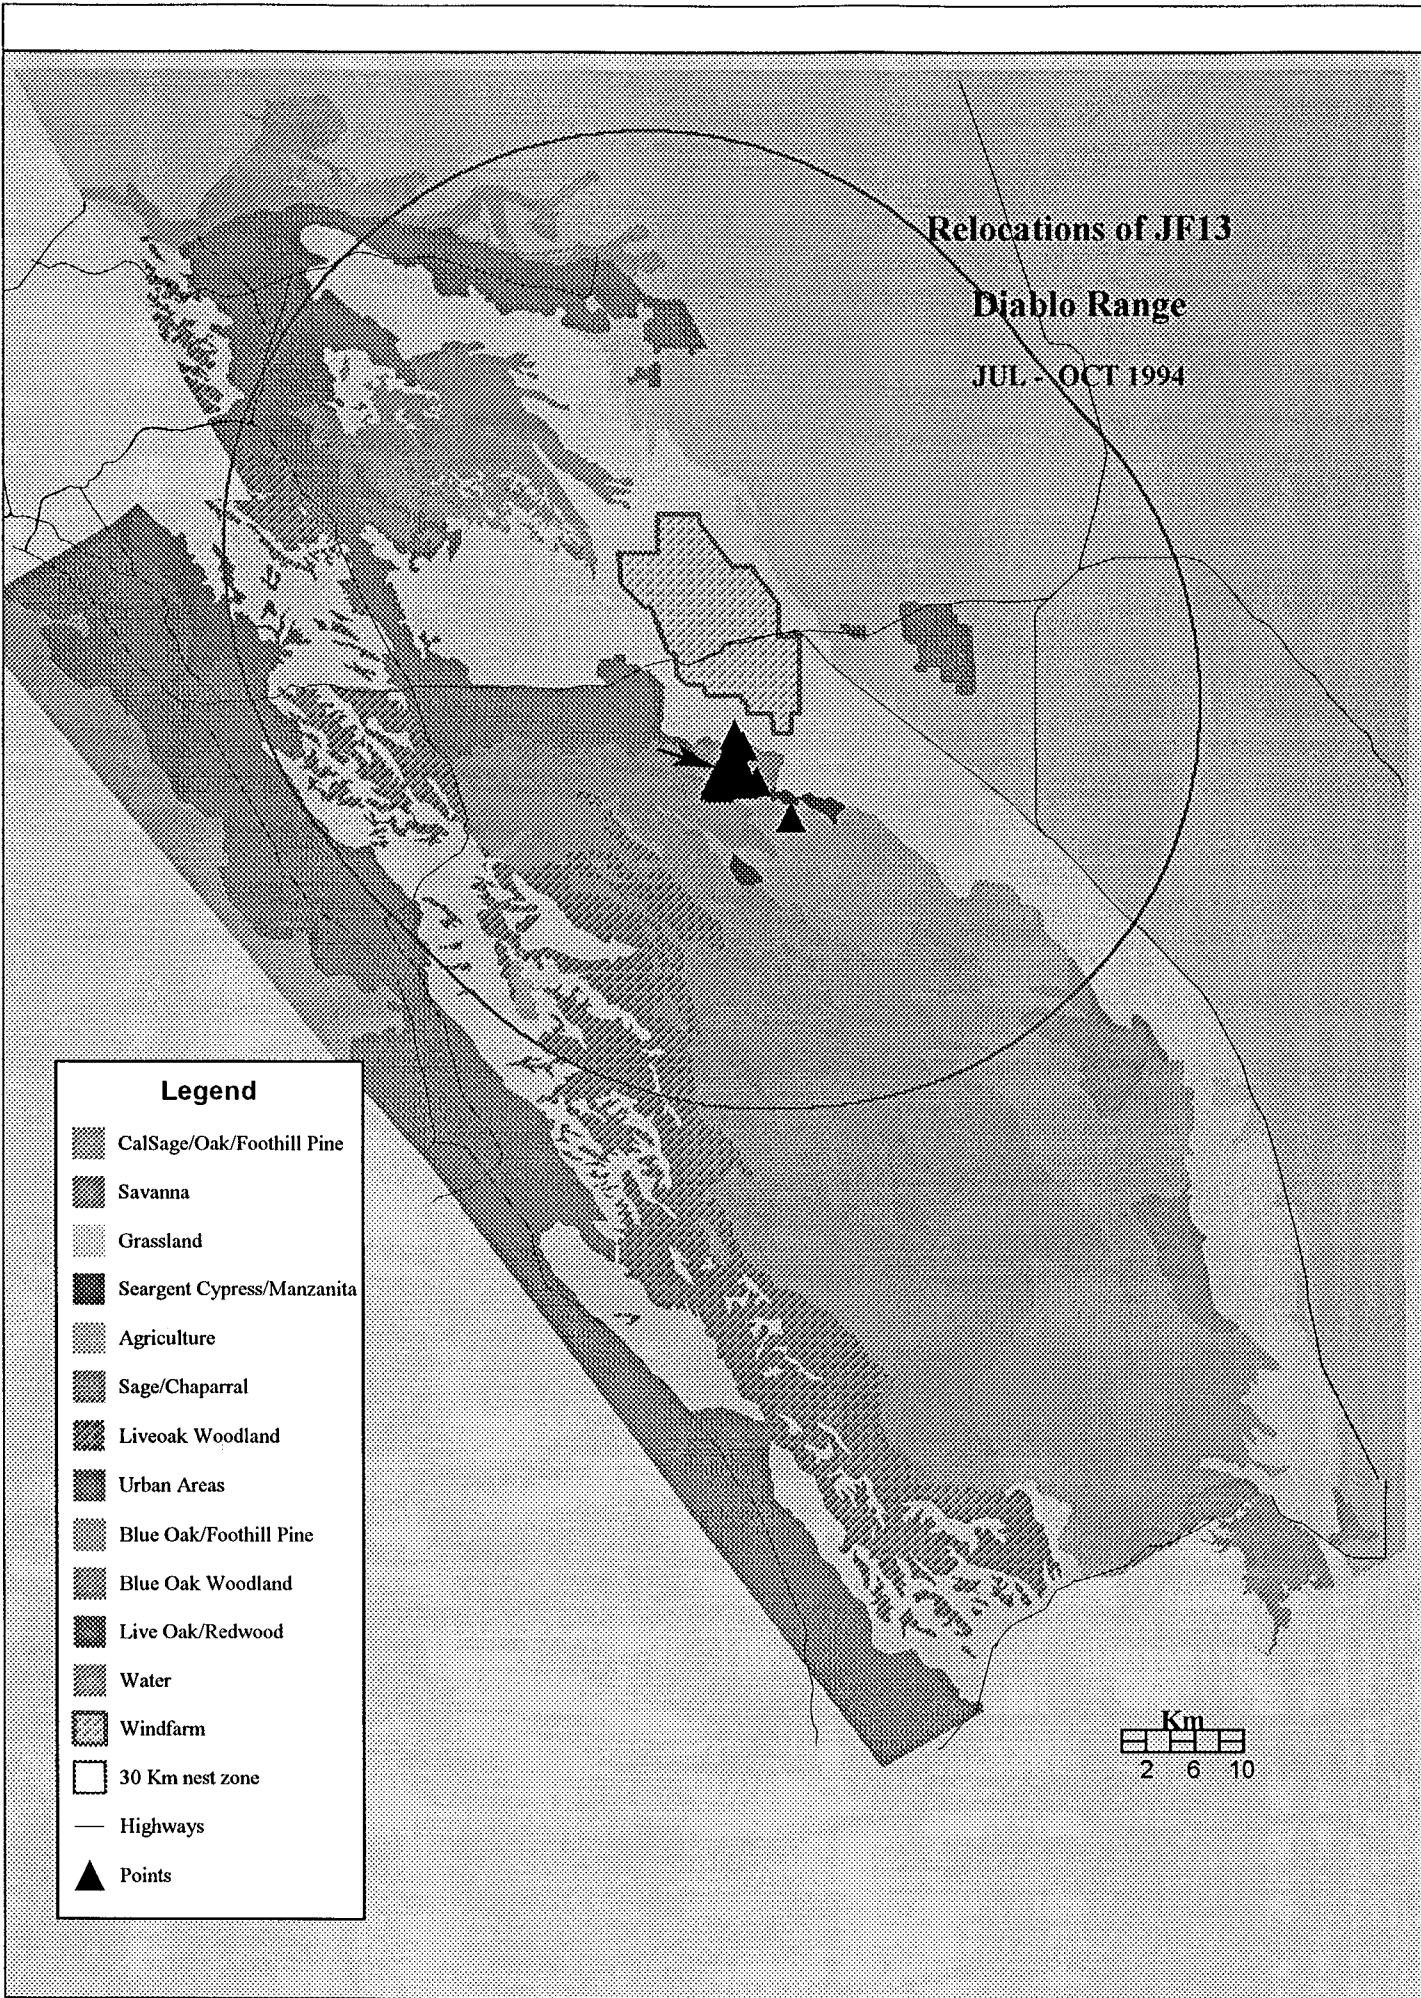 Relocations of JF13
Diablo Range
JUL - OCT 1994
Legend
CalSage/Oak/Foothill Pine
Savanna
Grassland
Seargent Cypress/Manzanita
Agriculture
Sage/Chaparral
Liveoak Woodland
Urban Areas
Blue Oak/Foothill Pine
Blue Oak Woodland
Live Oak/Redwood
Water
Windfarm
30 Km nest zone
Highways
Points
Km
2 6 10